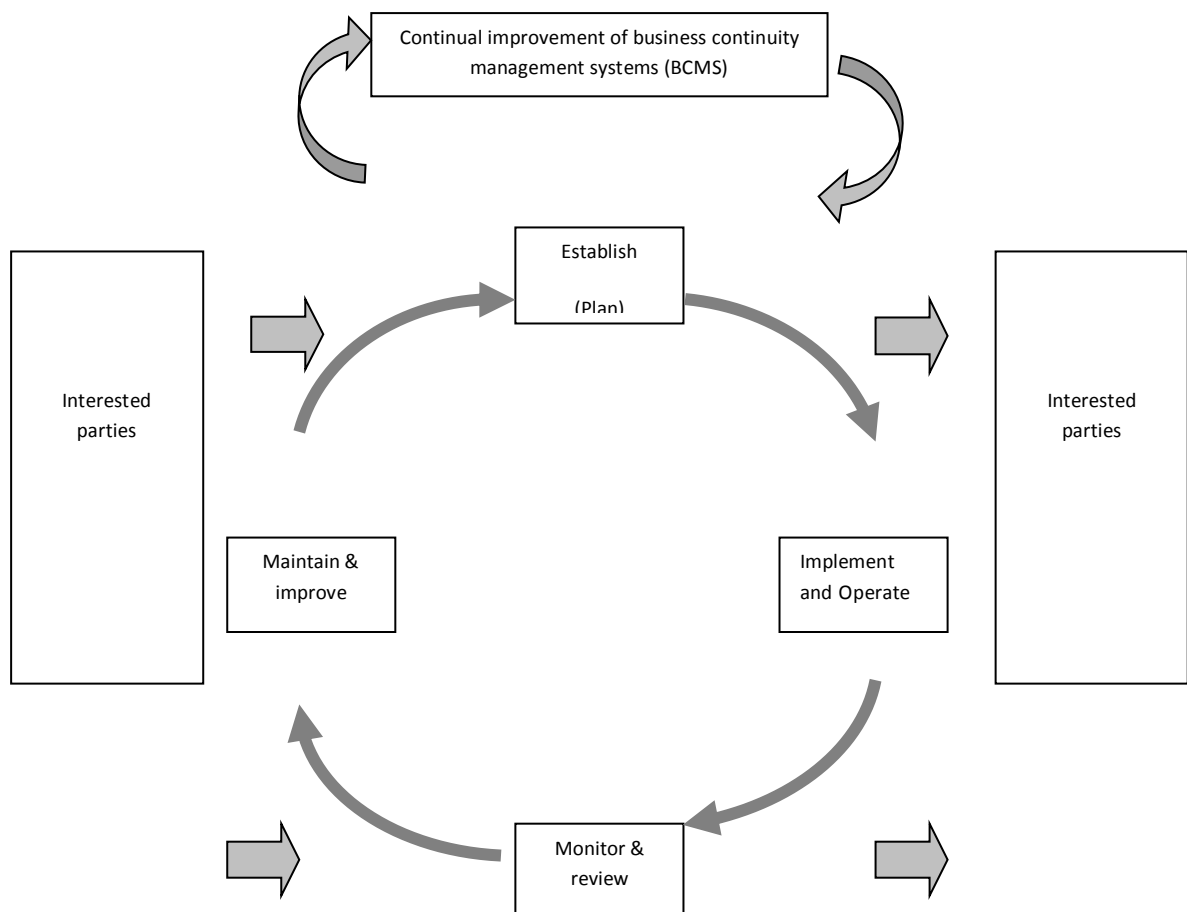 Continual improvement of business continuity
management systems (BCMS)
Establish
(Plan)
Interested
parties
Interested
parties
Maintain &
improve
Implement
and Operate
Monitor &
review